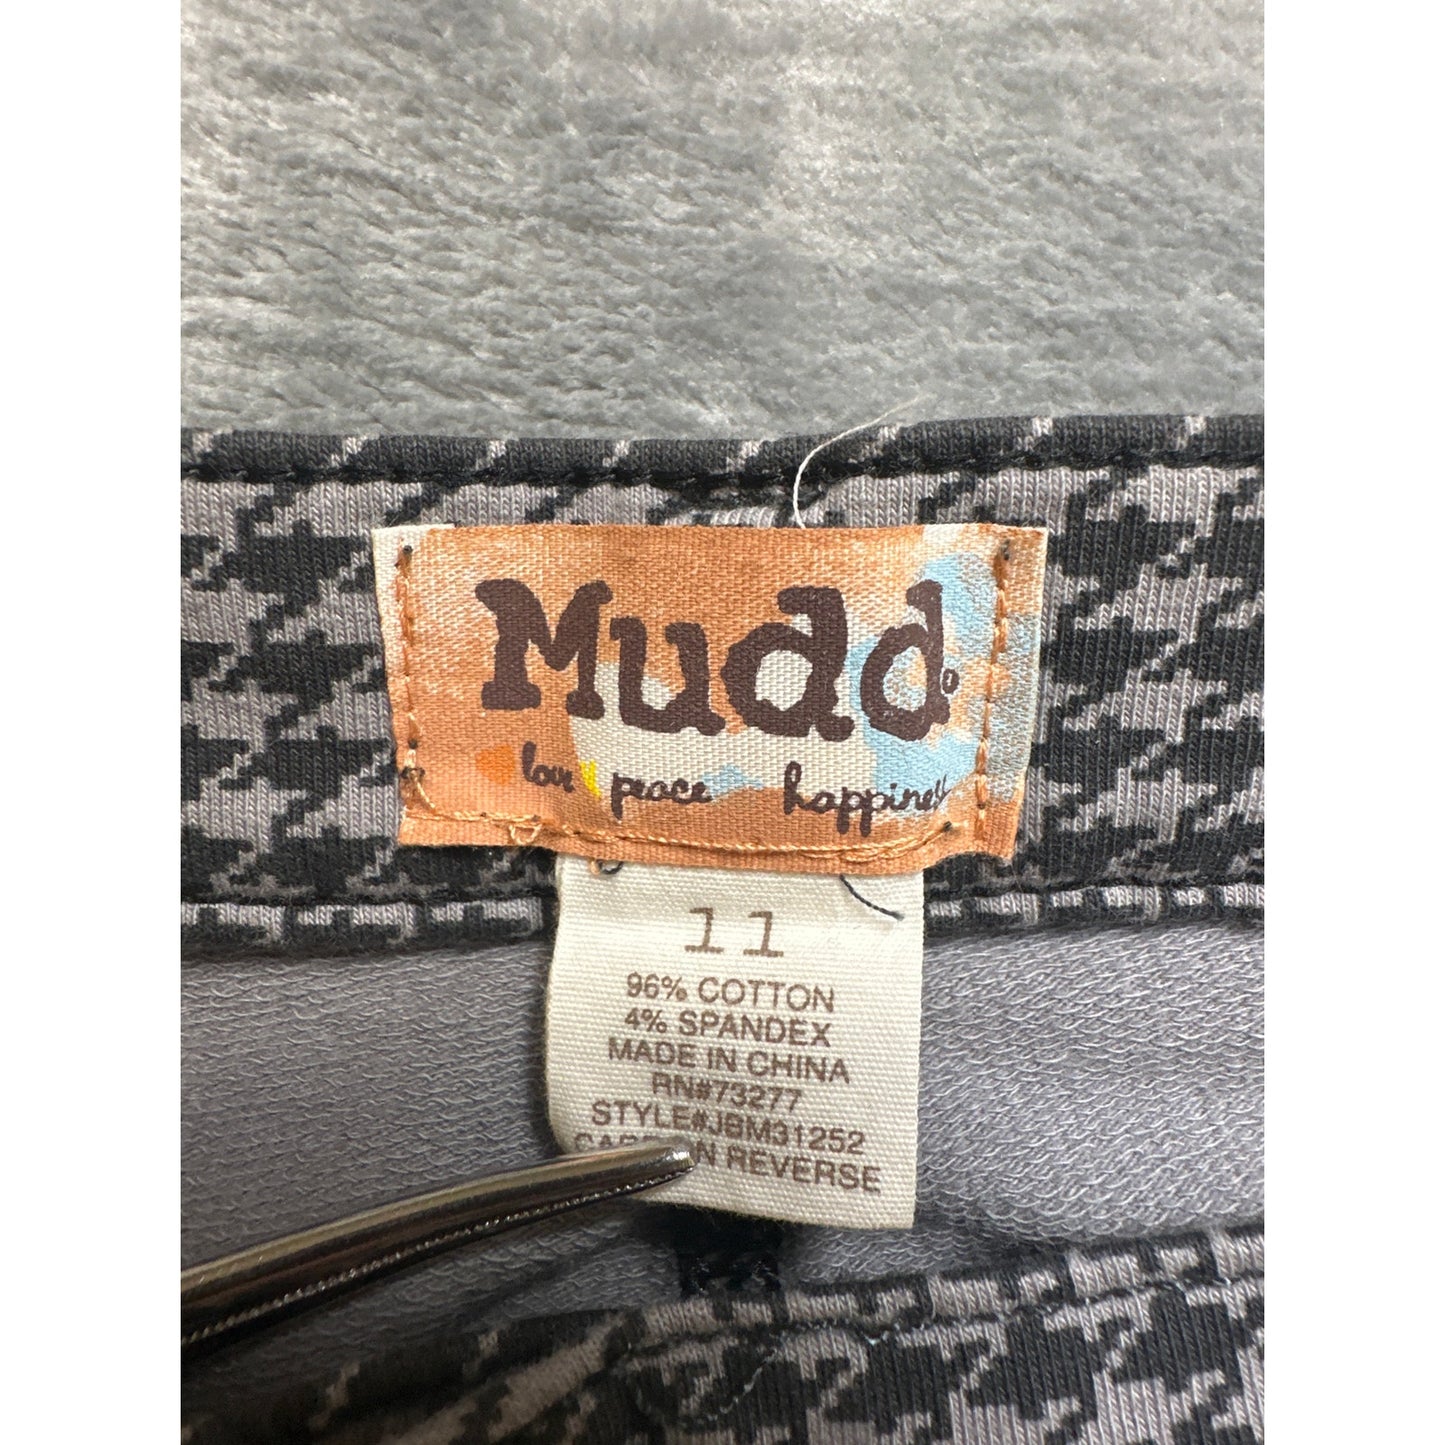 Mudd
love peace happiness
11
96% COTTON
4% SPANDEX
MADE IN CHINA
RN#73277
STYLE#JBM31252
REVERSE